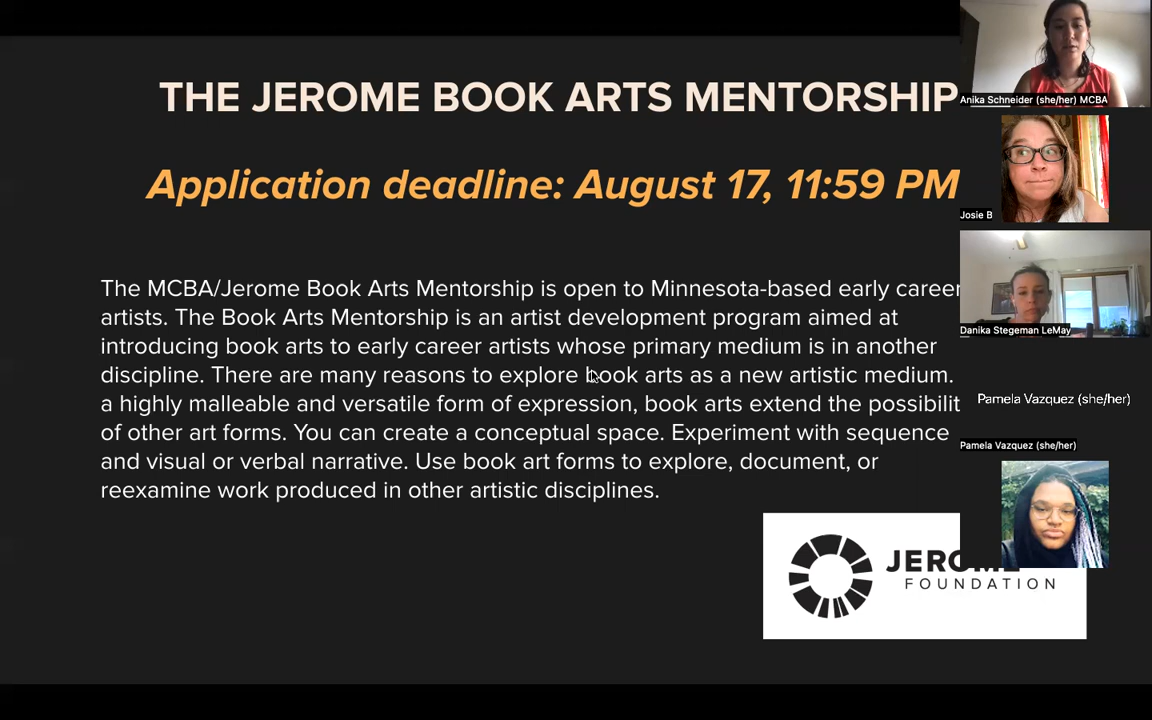 THE JEROME BOOK ARTS MENTORSHIP
Application deadline: August 17, 11:59 PM
The MCBA/Jerome Book Arts Mentorship is open to Minnesota-based early career
artists. The Book Arts Mentorship is an artist development program aimed at
introducing book arts to early career artists whose primary medium is in another
discipline. There are many reasons to explore book arts as a new artistic medium.
a highly malleable and versatile form of expression, book arts extend the possibilit
of other art forms. You can create a conceptual space. Experiment with sequence
and visual or verbal narrative. Use book art forms to explore, document, or
reexamine work produced in other artistic disciplines.
JEROME
FOUNDATION
Anika Schneider (she/her) MCBA
Josie B
Danika Stegeman LeMay
Pamela Vazquez (she/her)
Pamela Vazquez (she/her)